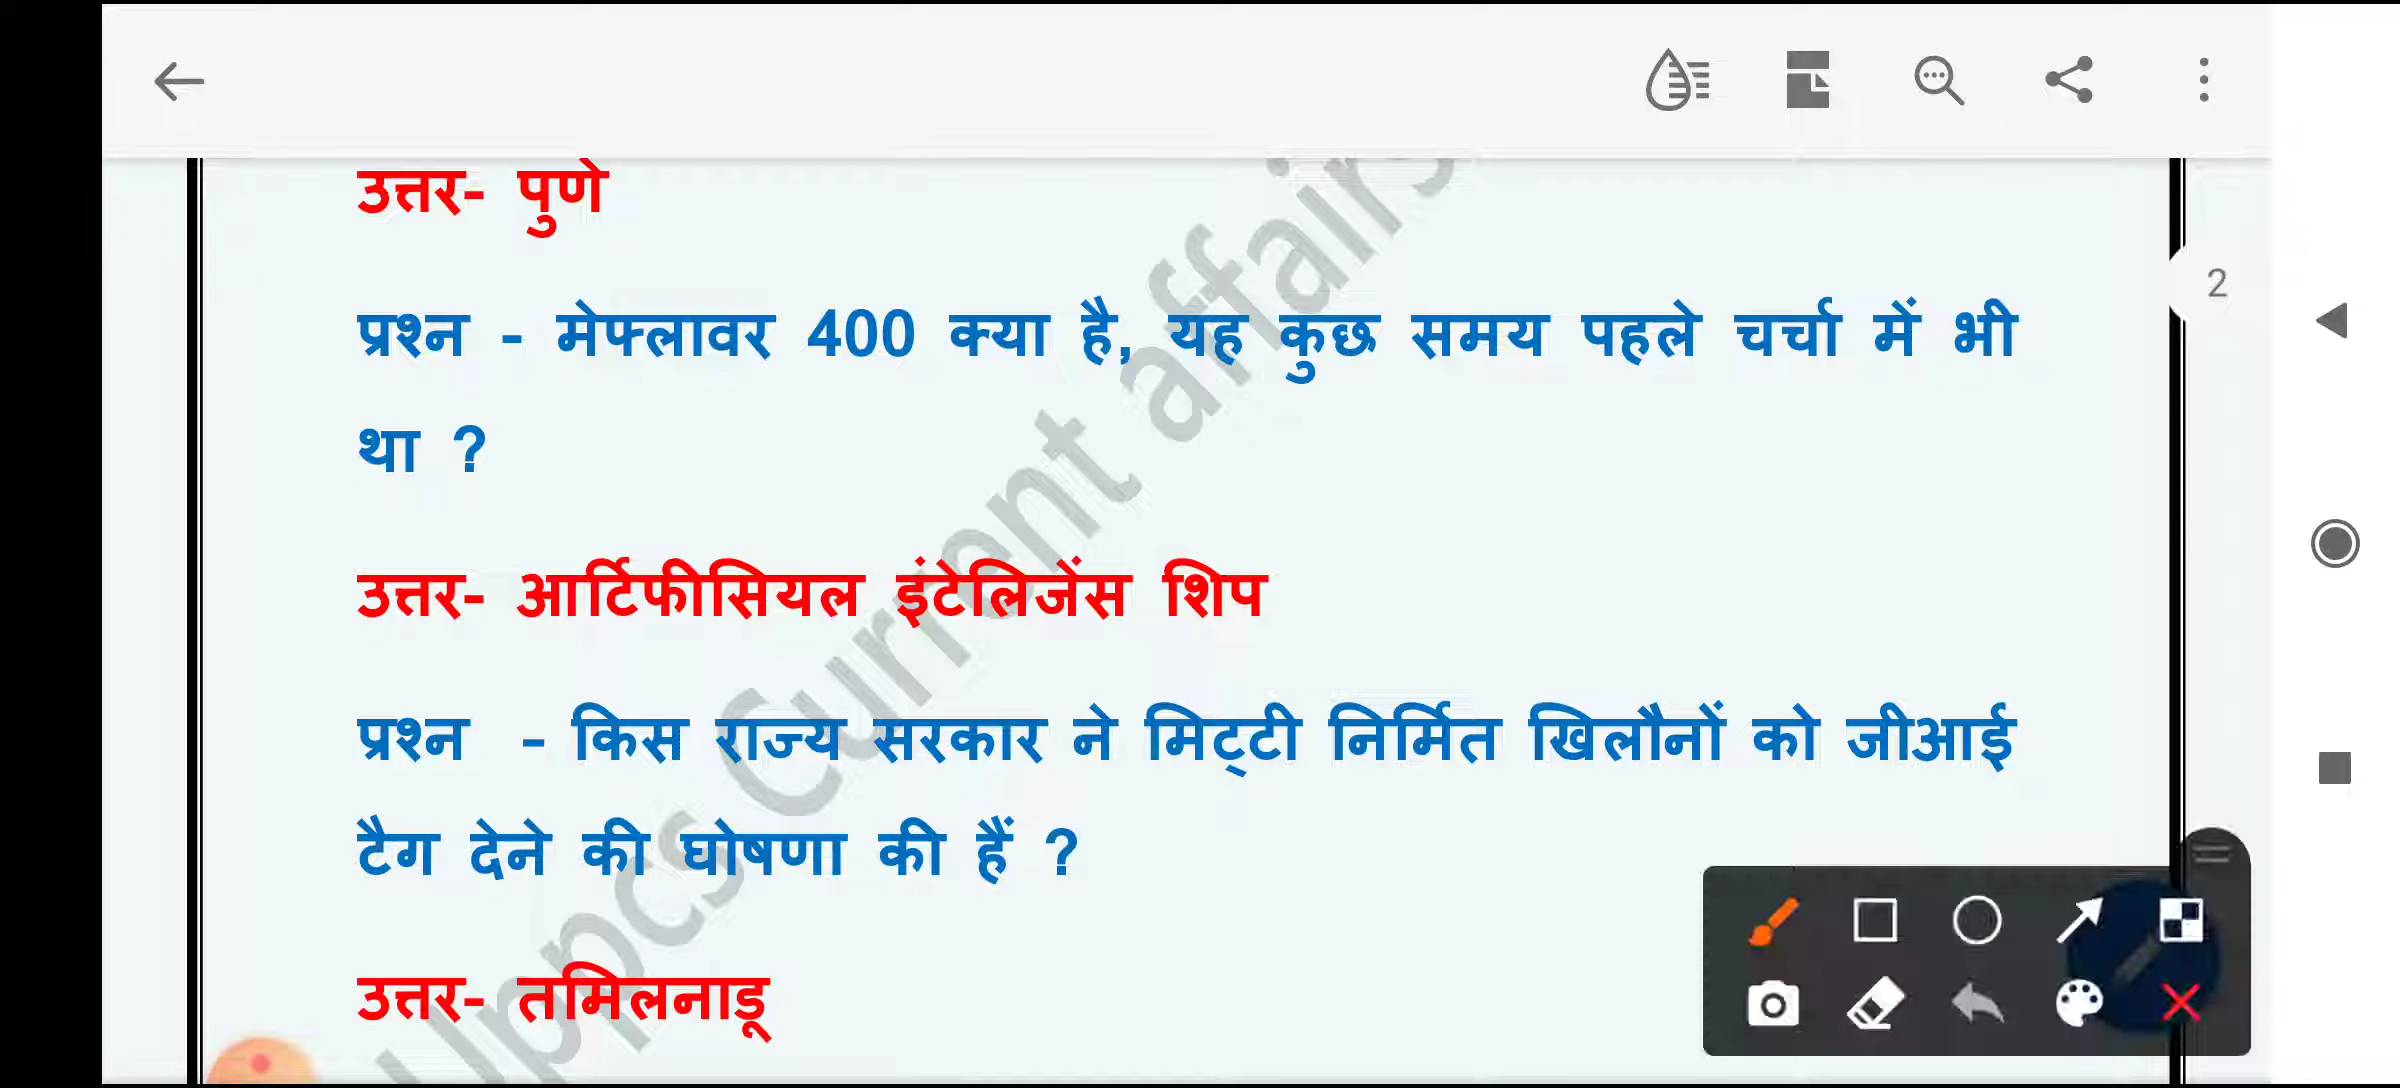 उत्तर- पुणे
2
प्रश्न - मेफ्लावर 400 क्या है, यह कुछ समय पहले चर्चा में भी
था ?
उत्तर- आर्टिफीसियल इंटेलिजेंस शिप
प्रश्न - किस राज्य सरकार ने मिट्टी निर्मित खिलौनों को जीआई
टैग देने की घोषणा की हैं ?
उत्तर- तमिलनाडू
Uppcs Current affairs